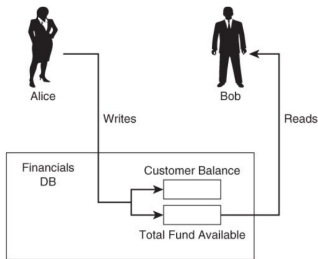 Alice
Bob
Writes
Reads
Financials
DB
Customer Balance
Total Fund Available